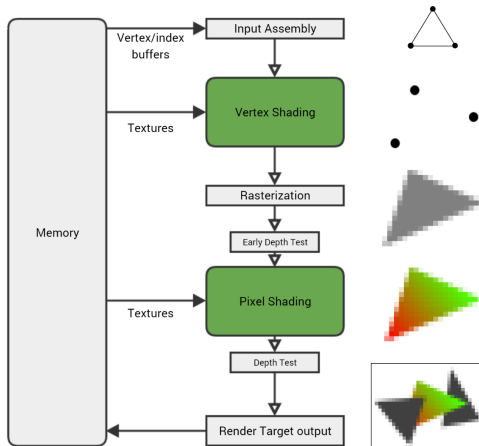 Input Assembly
Vertex/index
buffers
Vertex Shading
Textures
Rasterization
Memory
Early Depth Test
Pixel Shading
Textures
Depth Test
Render Target output